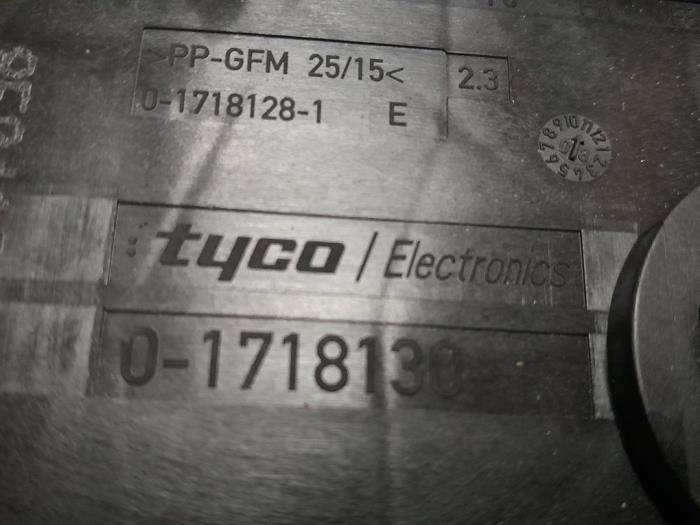 >PP-GFM 25/15<
2.3
0-1718128-1 E
tyco / Electronics
0-1718130-